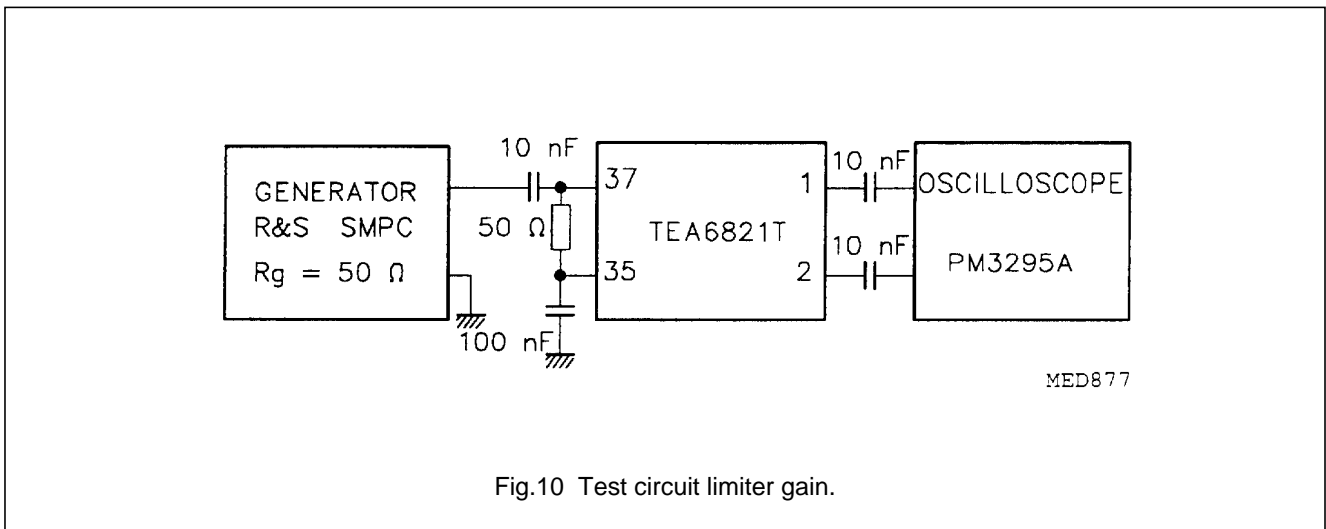 10 nF
GENERATOR
R&S SMPC
Rg = 50 Ω
50 Ω
37
35
100 nF
TEA6821T
1
2
10 nF
10 nF
OSCILLOSCOPE
PM3295A
MED877
Fig.10 Test circuit limiter gain.